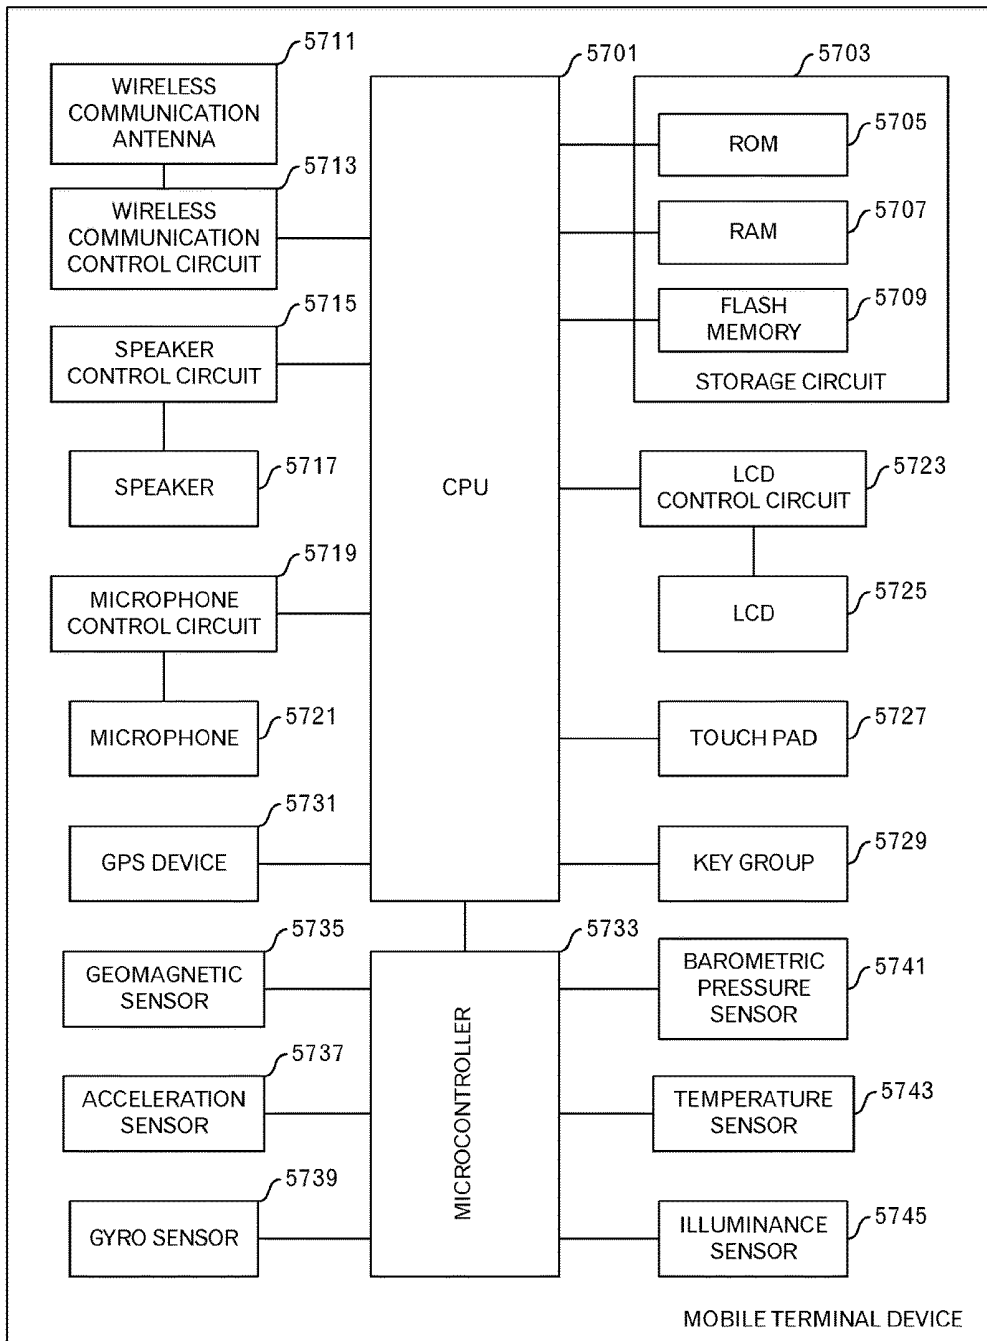 5711
WIRELESS
COMMUNICATION
ANTENNA
5713
WIRELESS
COMMUNICATION
CONTROL CIRCUIT
5715
SPEAKER
CONTROL CIRCUIT
5717
SPEAKER
5719
MICROPHONE
CONTROL CIRCUIT
5721
MICROPHONE
5731
GPS DEVICE
5735
GEOMAGNETIC
SENSOR
5737
ACCELERATION
SENSOR
5739
GYRO SENSOR
5701
CPU
5733
MICROCONTROLLER
5703
5705
ROM
5707
RAM
5709
FLASH
MEMORY
STORAGE CIRCUIT
5723
LCD
CONTROL CIRCUIT
5725
LCD
5727
TOUCH PAD
5729
KEY GROUP
5741
BAROMETRIC
PRESSURE
SENSOR
5743
TEMPERATURE
SENSOR
5745
ILLUMINANCE
SENSOR
MOBILE TERMINAL DEVICE